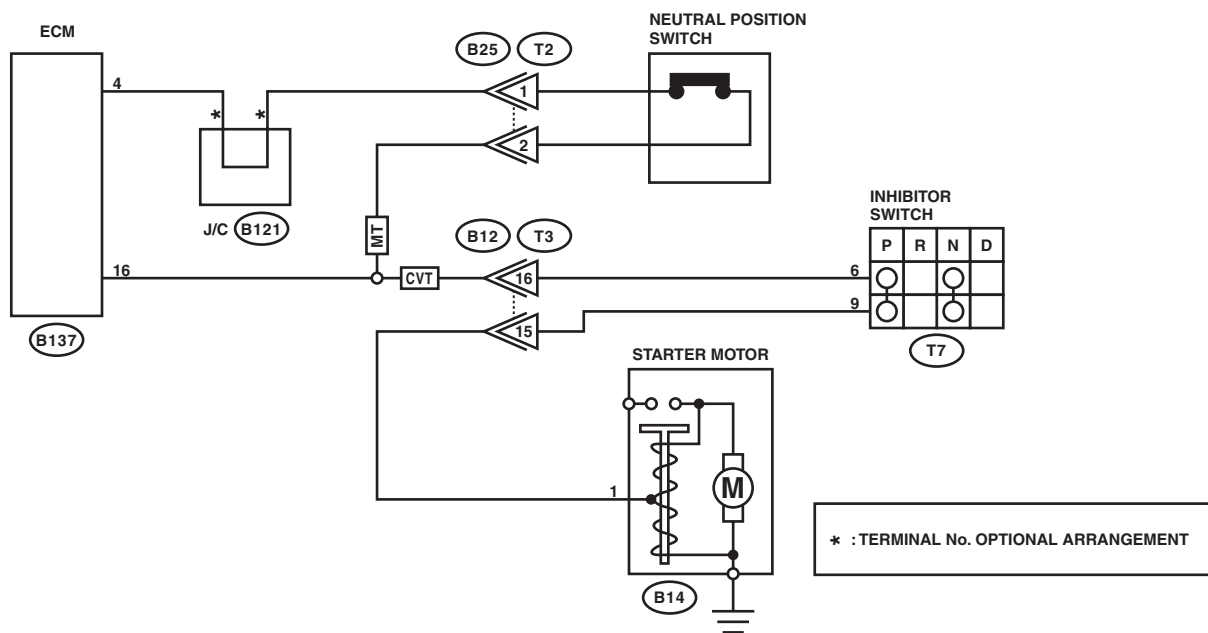 NEUTRAL POSITION
SWITCH
ECM
B25 T2
4
1
* *
2
J/C B121
MT
INHIBITOR
SWITCH
P R N D
B12 T3
16
CVT
16
6
15
9
B137
T7
STARTER MOTOR
M
1
* : TERMINAL No. OPTIONAL ARRANGEMENT
B14